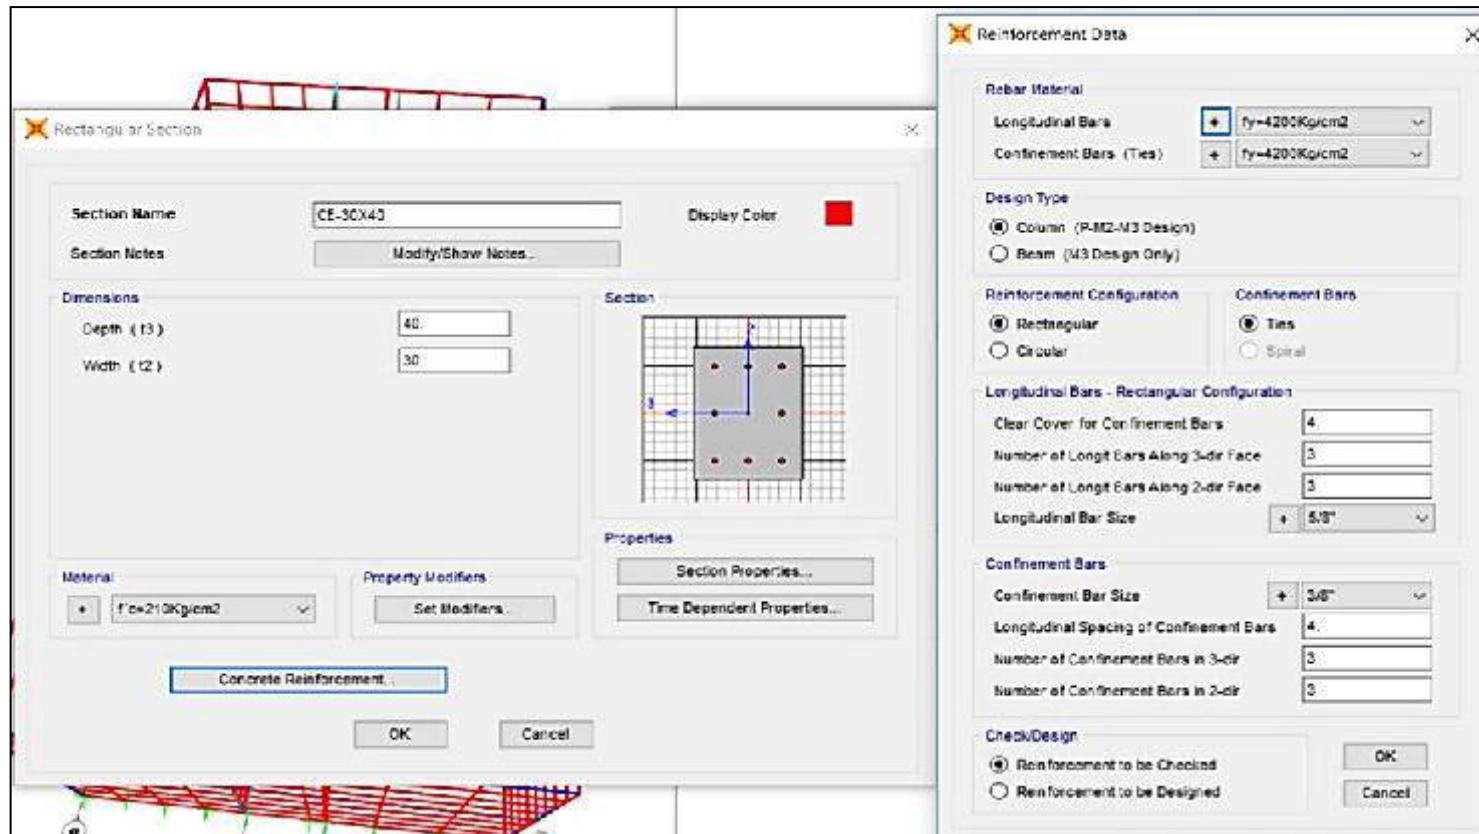 Rectangular Section
Section Name
CE-30X40
Display Color
Section Notes
Modify/Show Notes...
Dimensions
Depth ( t3 )
40.
Width ( t2 )
30
Section
2
3
Properties
Section Properties...
Time Dependent Properties...
Material
+
f'c=210Kg/cm2
Property Modifiers
Set Modifiers...
Concrete Reinforcement...
OK
Cancel
Reinforcement Data
Rebar Material
Longitudinal Bars
+
fy=4200Kg/cm2
Confinement Bars (Ties)
+
fy=4200Kg/cm2
Design Type
Column (P-M2-M3 Design)
Beam (M3 Design Only)
Reinforcement Configuration
Rectangular
Circular
Confinement Bars
Ties
Spiral
Longitudinal Bars - Rectangular Configuration
Clear Cover for Confinement Bars
4.
Number of Longit Bars Along 3-dir Face
3
Number of Longit Bars Along 2-dir Face
3
Longitudinal Bar Size
+
5/8"
Confinement Bars
Confinement Bar Size
+
3/8"
Longitudinal Spacing of Confinement Bars
4.
Number of Confinement Bars in 3-dir
3
Number of Confinement Bars in 2-dir
3
Check/Design
Reinforcement to be Checked
Reinforcement to be Designed
OK
Cancel